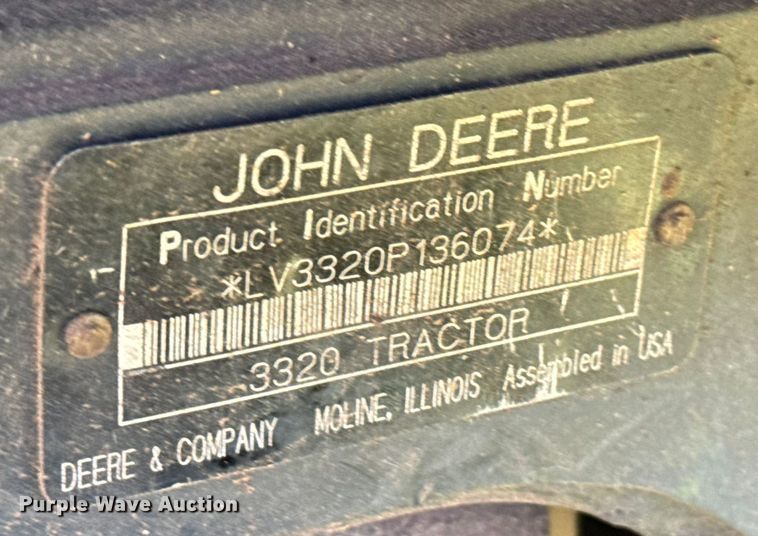 JOHN DEERE
Product Identification Number
*LV3320P136074*
3320 TRACTOR
DEERE & COMPANY MOLINE, ILLINOIS Assembled in USA
Purple Wave Auction